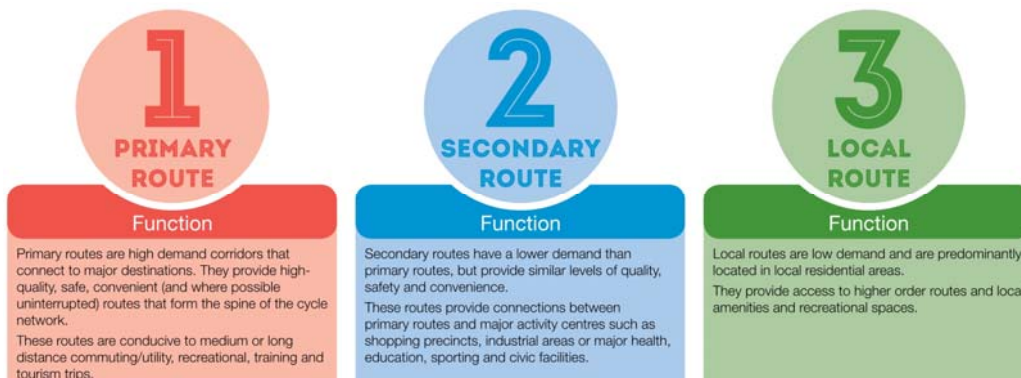 1
PRIMARY
ROUTE
Function
Primary routes are high demand corridors that
connect to major destinations. They provide high-
quality, safe, convenient (and where possible
uninterrupted) routes that form the spine of the cycle
network.
These routes are conducive to medium or long
distance commuting/utility, recreational, training and
tourism trips.
2
SECONDARY
ROUTE
Function
Secondary routes have a lower demand than
primary routes, but provide similar levels of quality,
safety and convenience.
These routes provide connections between
primary routes and major activity centres such as
shopping precincts, industrial areas or major health,
education, sporting and civic facilities.
3
LOCAL
ROUTE
Function
Local routes are low demand and are predominantly
located in local residential areas.
They provide access to higher order routes and loca
amenities and recreational spaces.